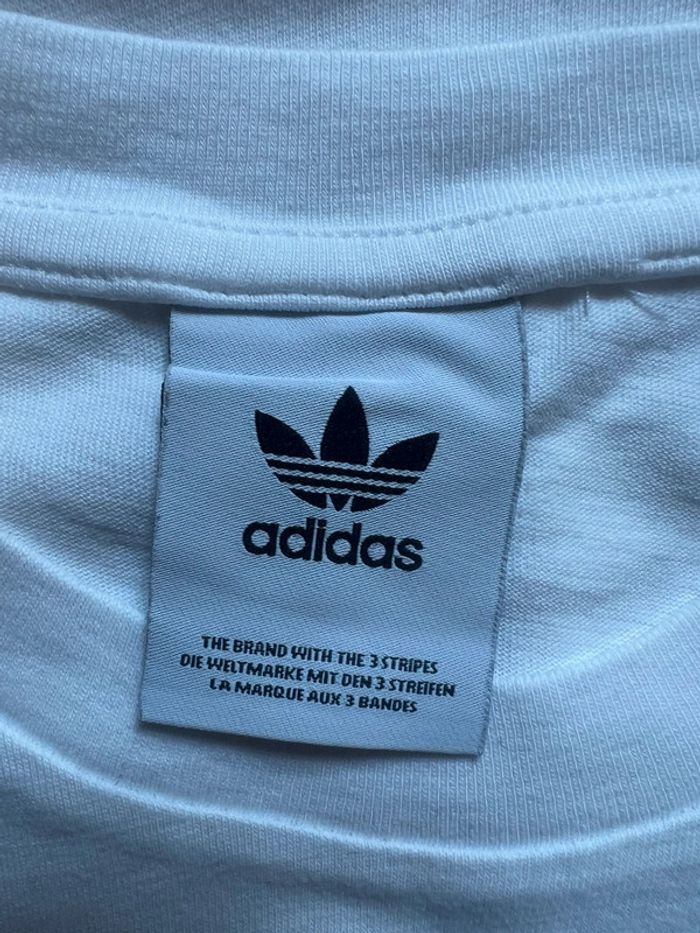 adidas
THE BRAND WITH THE 3 STRIPES
DIE WELTMARKE MIT DEN 3 STREIFEN
LA MARQUE AUX 3 BANDES